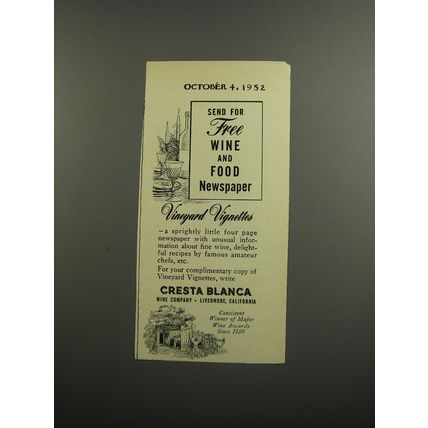 OCTOBER 4, 1952
SEND FOR
Free
WINE
AND
FOOD
Newspaper
Vineyard Vignettes
—a sprightly little four page
newspaper with unusual infor-
mation about fine wine, delight-
ful recipes by famous amateur
chefs, etc.
For your complimentary copy of
Vineyard Vignettes, write
CRESTA BLANCA
WINE COMPANY • LIVERMORE, CALIFORNIA
Consistent
Winner of Major
Wine Awards
Since 1889